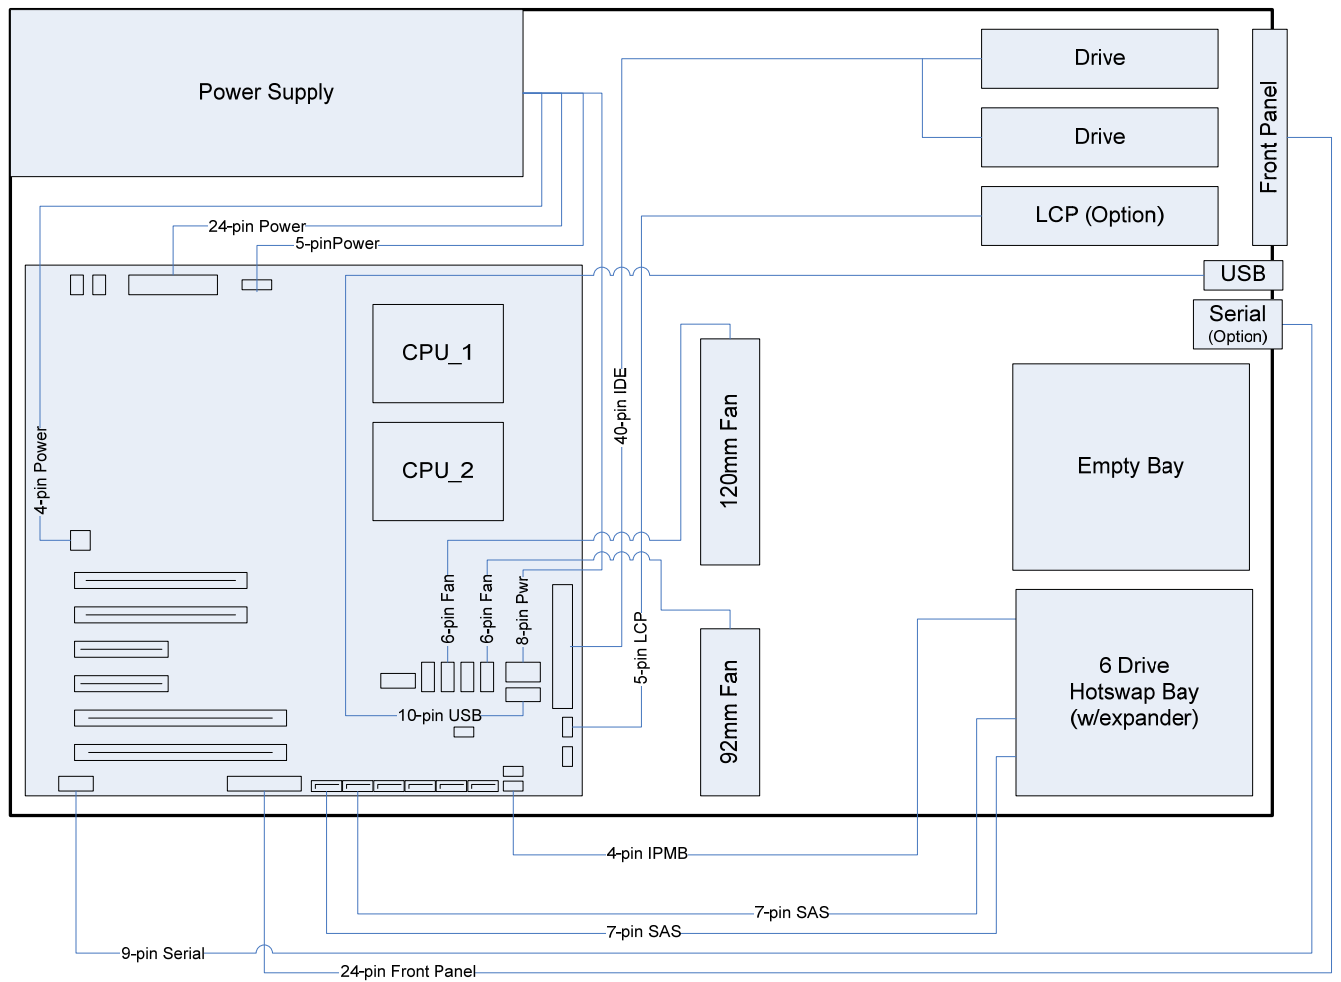 Power Supply
Drive
Drive
LCP (Option)
Front Panel
USB
Serial
(Option)
24-pin Power
5-pinPower
CPU_1
CPU_2
4-pin Power
40-pin IDE
120mm Fan
Empty Bay
6-pin Fan
6-pin Fan
8-pin Pwr
5-pin LCP
92mm Fan
6 Drive
Hotswap Bay
(w/expander)
10-pin USB
4-pin IPMB
7-pin SAS
7-pin SAS
9-pin Serial
24-pin Front Panel